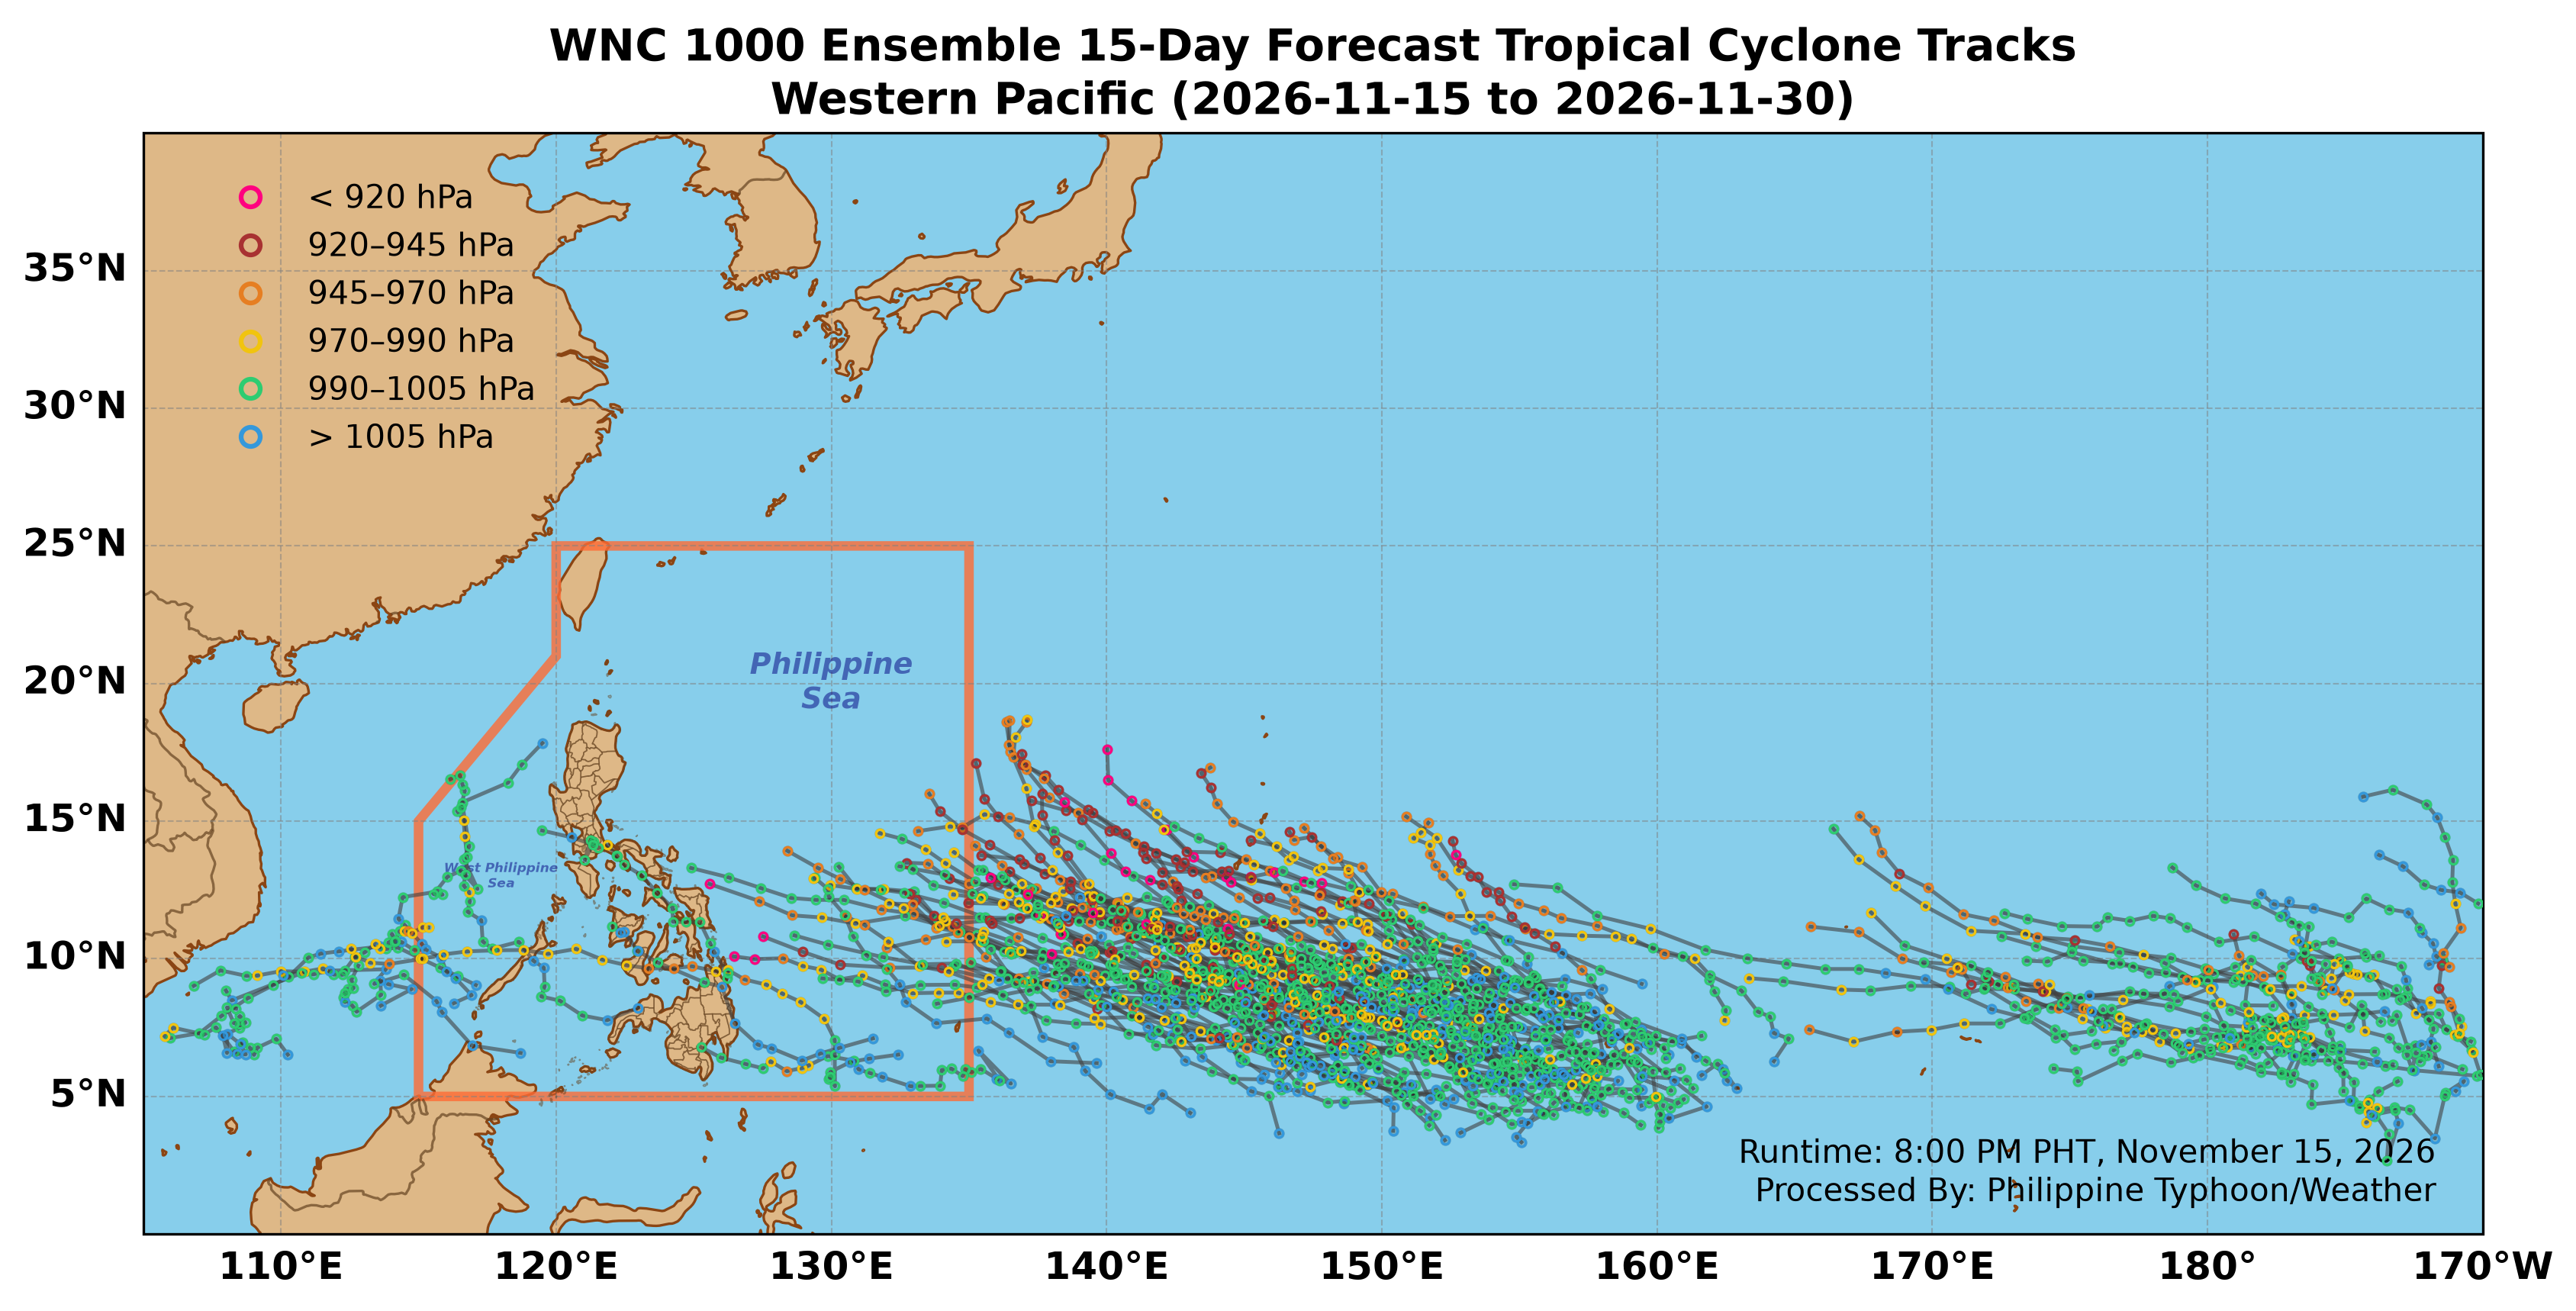 WNC 1000 Ensemble 15-Day Forecast Tropical Cyclone Tracks
Western Pacific (2026-11-15 to 2026-11-30)
< 920 hPa
920–945 hPa
945–970 hPa
970–990 hPa
990–1005 hPa
> 1005 hPa
35°N
30°N
25°N
20°N
15°N
10°N
5°N
Philippine
Sea
West Philippine
Sea
Runtime: 8:00 PM PHT, November 15, 2026
Processed By: Philippine Typhoon/Weather
110°E 120°E 130°E 140°E 150°E 160°E 170°E 180° 170°W